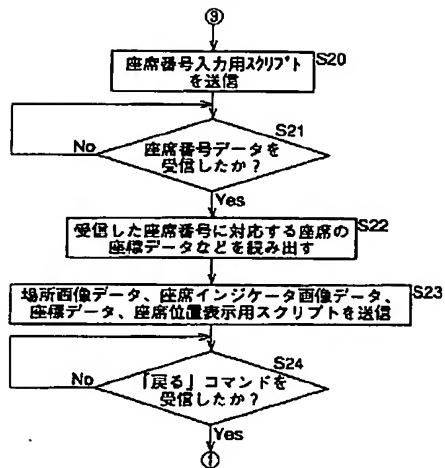 ③
座席番号入力用スクリプト
を送信
S20
S21
座席番号データを
受信したか?
No
Yes
受信した座席番号に対応する座席の
座標データなどを読み出す
S22
場所画像データ、座席インジケータ画像データ、
座標データ、座席位置表示用スクリプトを送信
S23
S24
「戻る」コマンドを
受信したか?
No
Yes
①